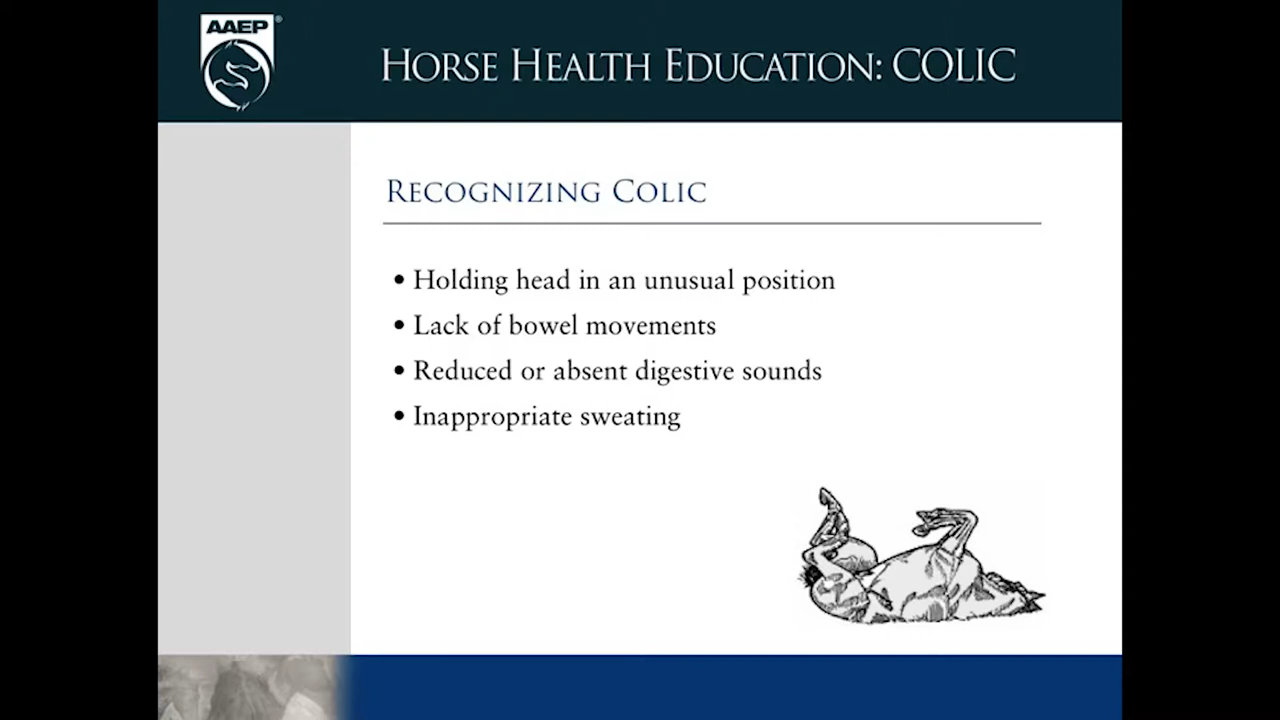 AAEP®
HORSE HEALTH EDUCATION: COLIC
RECOGNIZING COLIC
• Holding head in an unusual position
• Lack of bowel movements
• Reduced or absent digestive sounds
• Inappropriate sweating